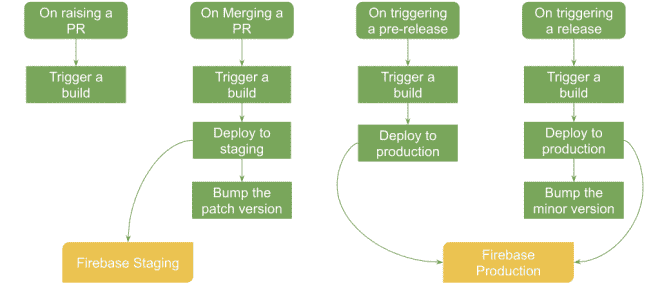 On raising a
PR
Trigger a
build
On Merging a
PR
Trigger a
build
Deploy to
staging
Bump the
patch version
Firebase Staging
On triggering
a pre-release
Trigger a
build
Deploy to
production
On triggering
a release
Trigger a
build
Deploy to
production
Bump the
minor version
Firebase
Production